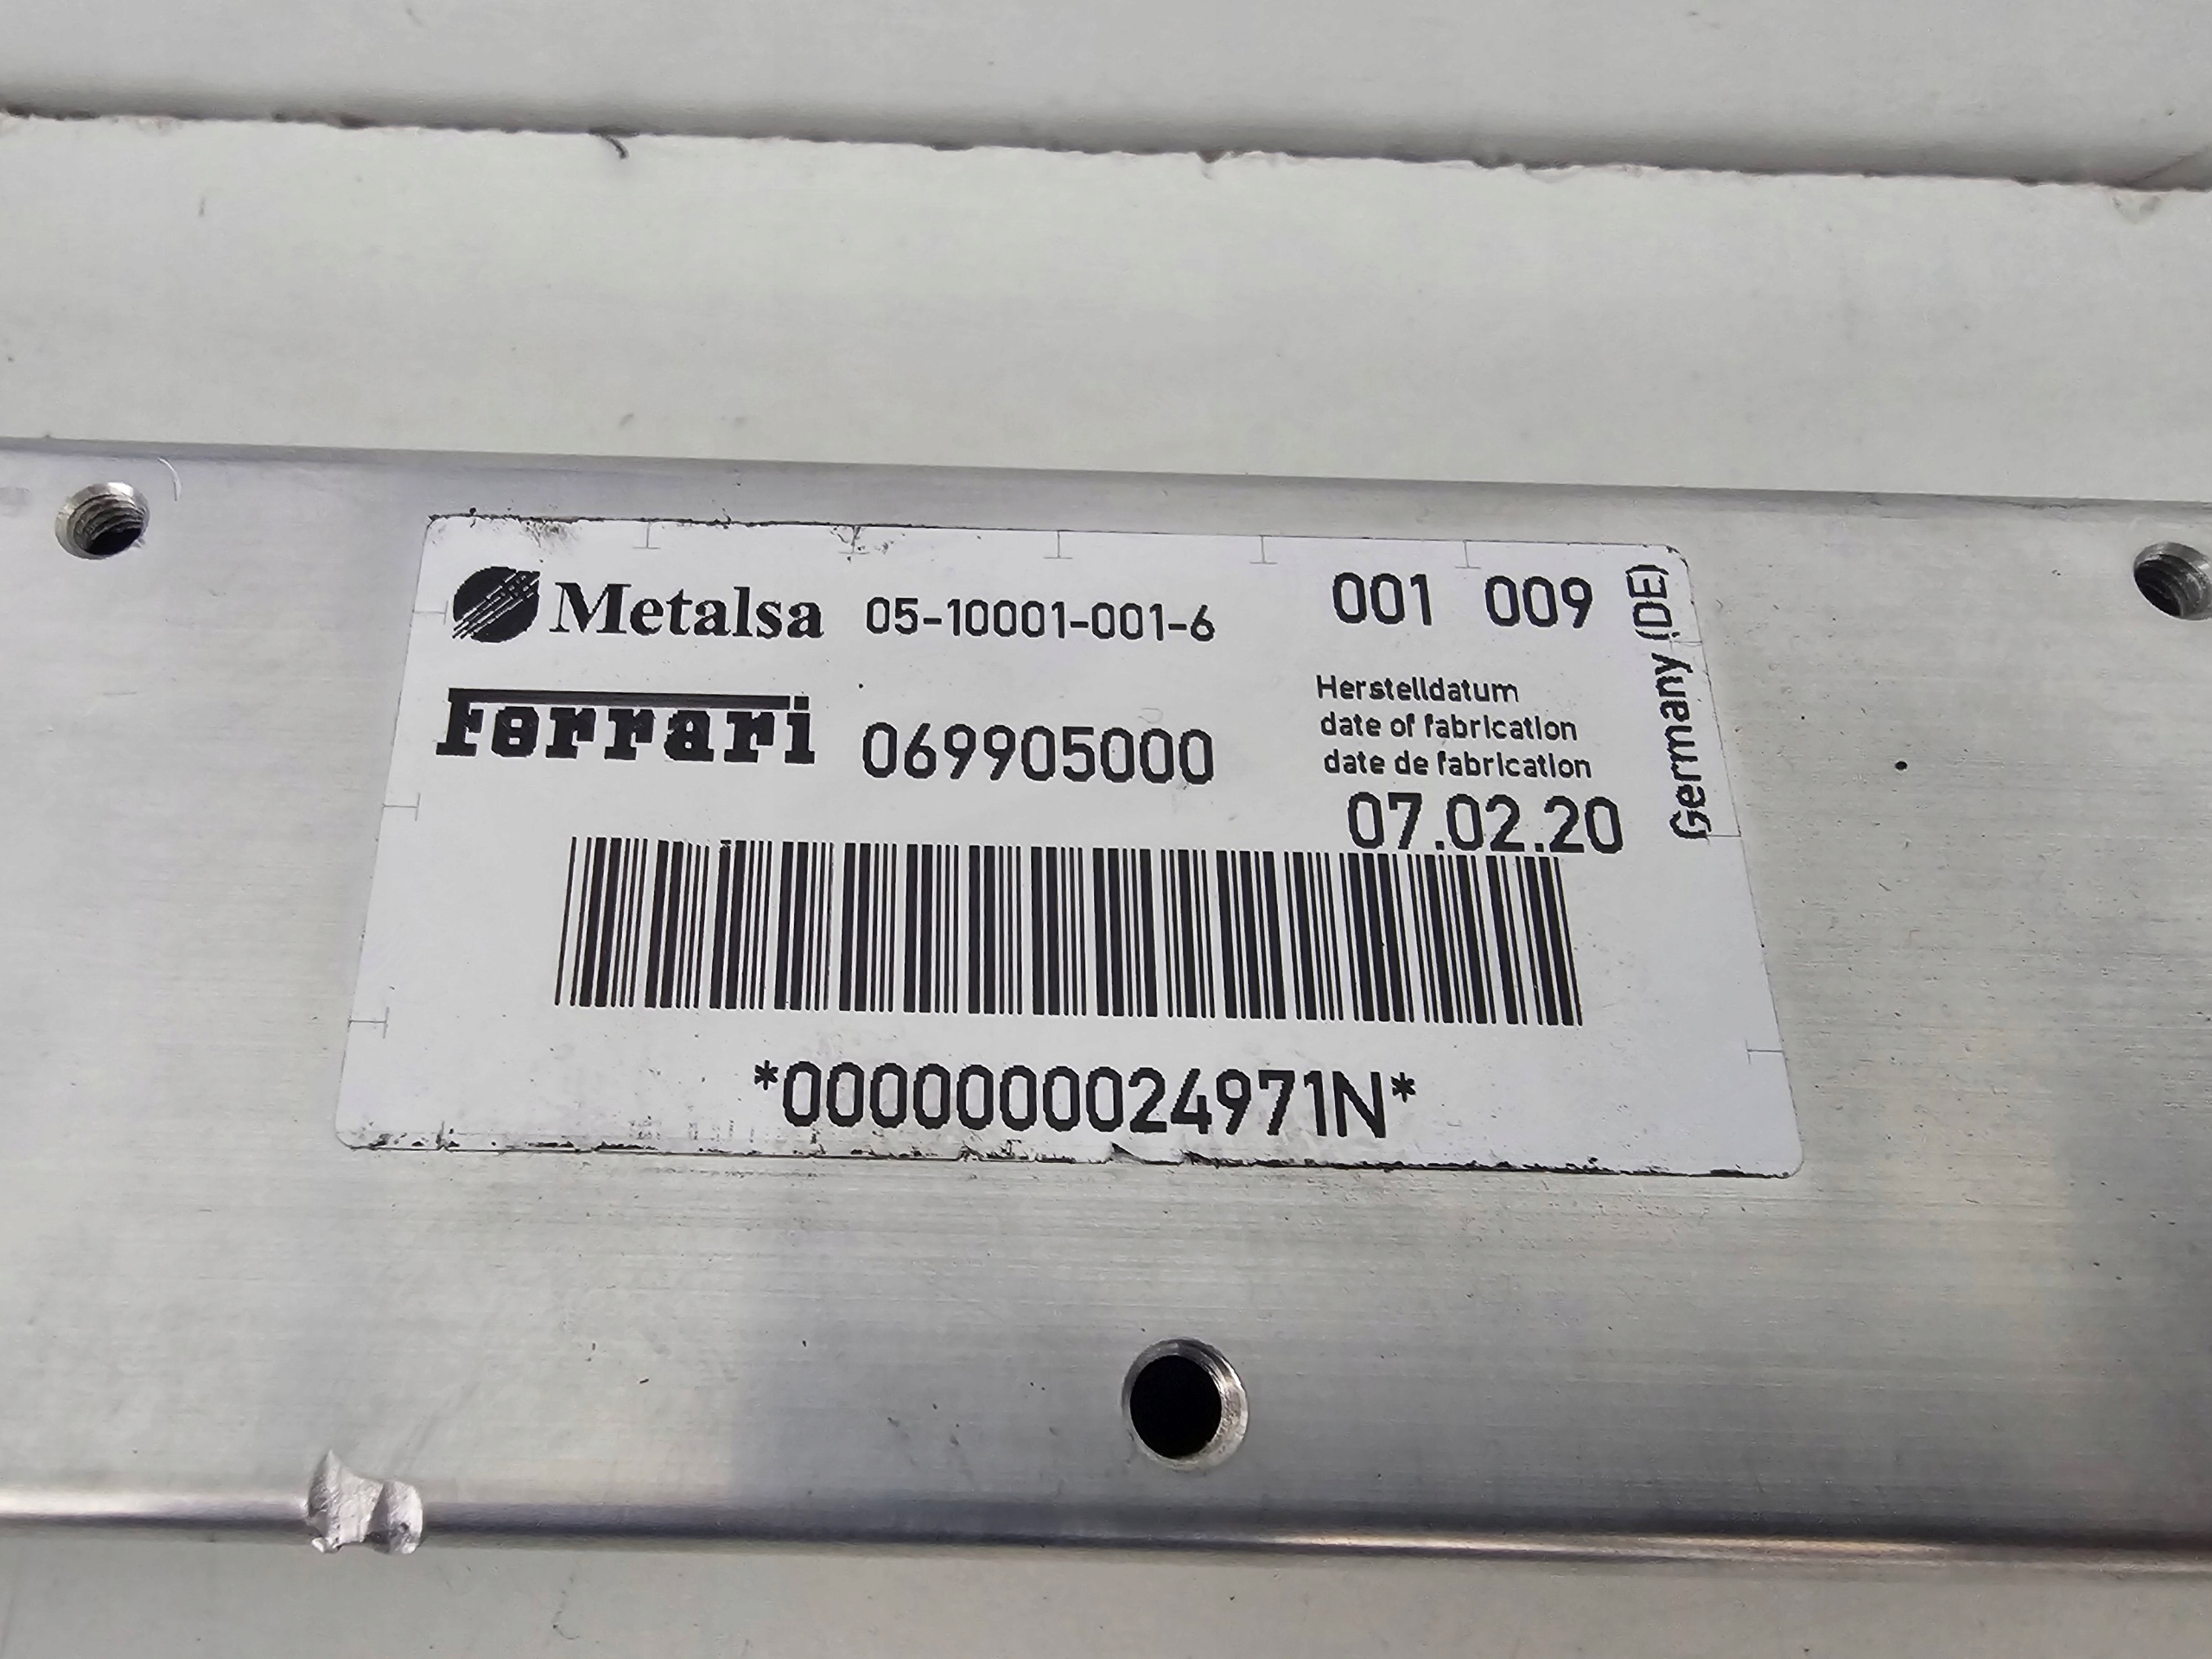 Metalsa 05-10001-001-6 001 009
Ferrari 069905000
Herstelldatum
date of fabrication
date de fabrication
07.02.20
Germany (DE)
*0000000024971N*